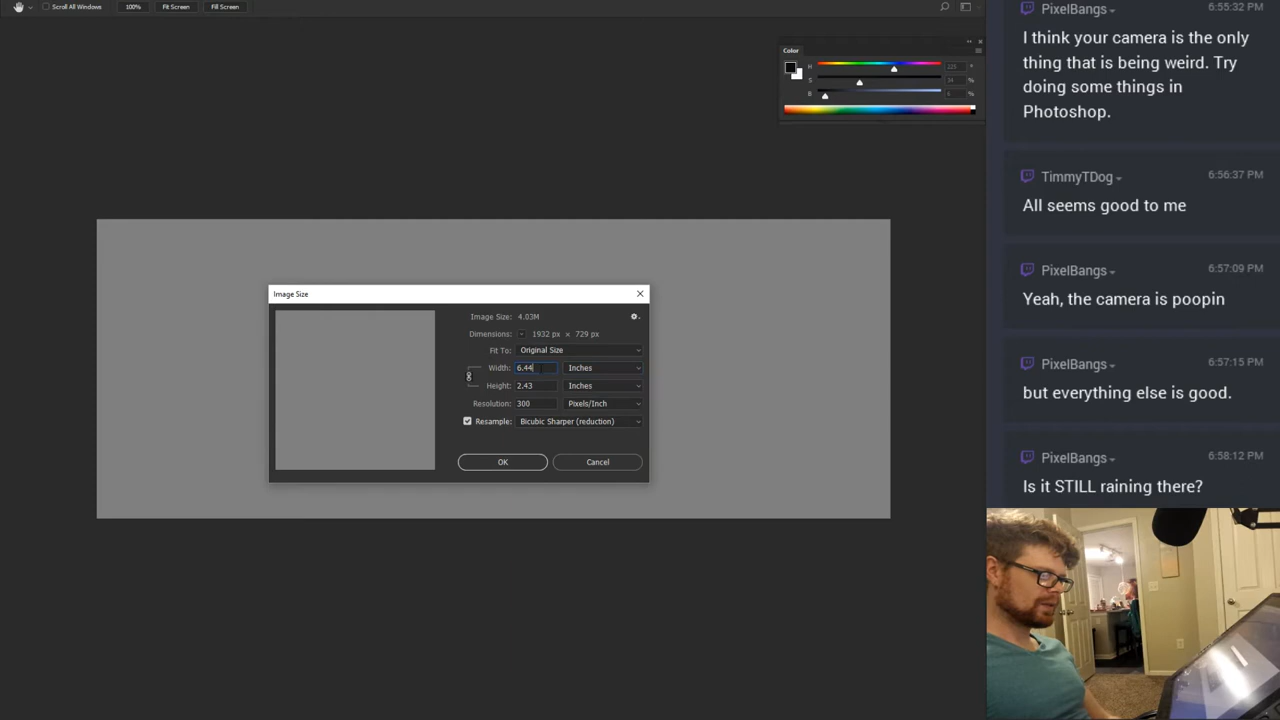 Scroll All Windows 100% Fit Screen Fill Screen
Color
H 225 °
S 34 %
B 6 %
Image Size
Image Size: 4.03M
Dimensions: 1932 px × 729 px
Fit To: Original Size
Width: 6.44 Inches
Height: 2.43 Inches
Resolution: 300 Pixels/Inch
Resample: Bicubic Sharper (reduction)
OK Cancel
PixelBangs 6:55:32 PM
I think your camera is the only
thing that is being weird. Try
doing some things in
Photoshop.
TimmyTDog 6:56:37 PM
All seems good to me
PixelBangs 6:57:09 PM
Yeah, the camera is poopin
PixelBangs 6:57:15 PM
but everything else is good.
PixelBangs 6:58:12 PM
Is it STILL raining there?